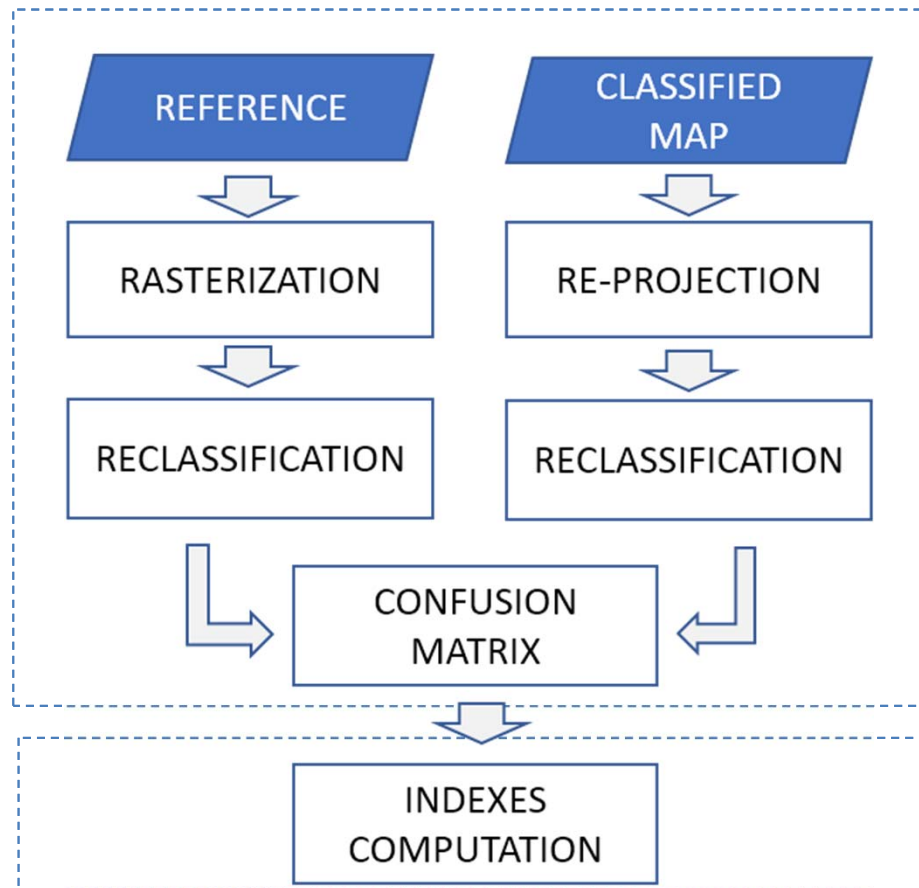 REFERENCE
CLASSIFIED
MAP
RASTERIZATION
RE-PROJECTION
RECLASSIFICATION
RECLASSIFICATION
CONFUSION
MATRIX
INDEXES
COMPUTATION